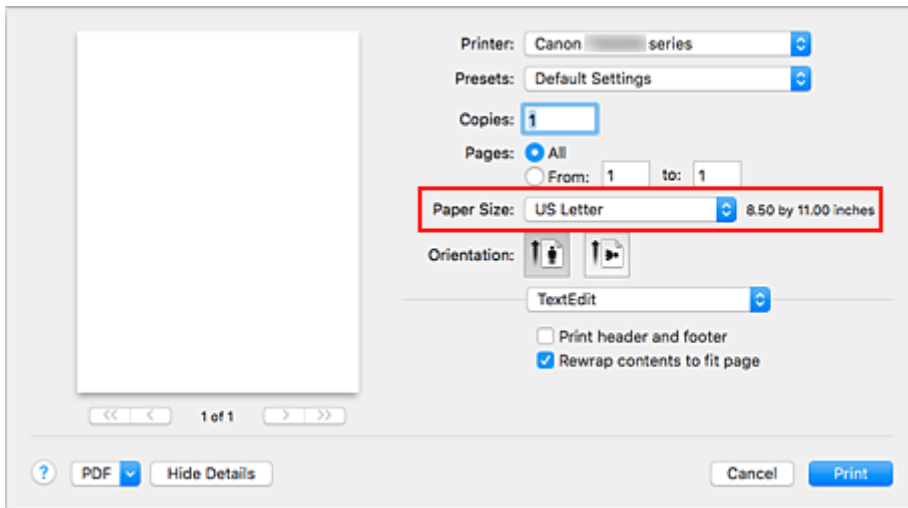 Printer: Canon series
Presets: Default Settings
Copies: 1
Pages: All
From: 1 to: 1
Paper Size: US Letter 8.50 by 11.00 inches
Orientation:
TextEdit
Print header and footer
Rewrap contents to fit page
<< < 1 of 1 > >>
? PDF Hide Details Cancel Print